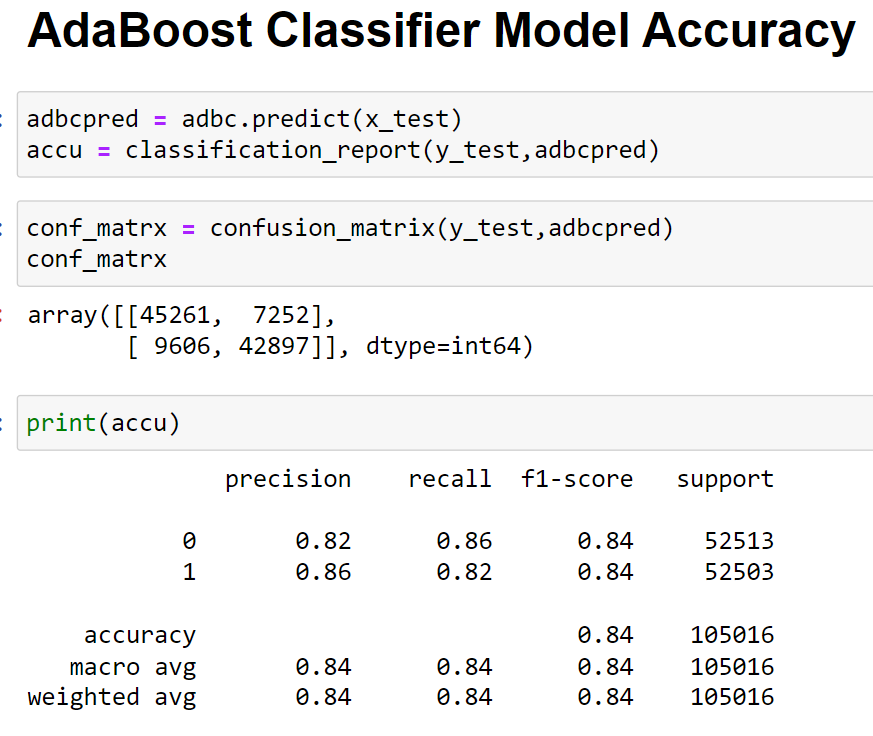 AdaBoost Classifier Model Accuracy
adbcpred = adbc.predict(x_test)
accu = classification_report(y_test,adbcpred)
conf_matrx = confusion_matrix(y_test,adbcpred)
conf_matrx
array([[45261,  7252],
       [ 9606, 42897]], dtype=int64)
print(accu)
              precision    recall  f1-score   support
           0       0.82      0.86      0.84     52513
           1       0.86      0.82      0.84     52503
    accuracy                           0.84    105016
   macro avg       0.84      0.84      0.84    105016
weighted avg       0.84      0.84      0.84    105016